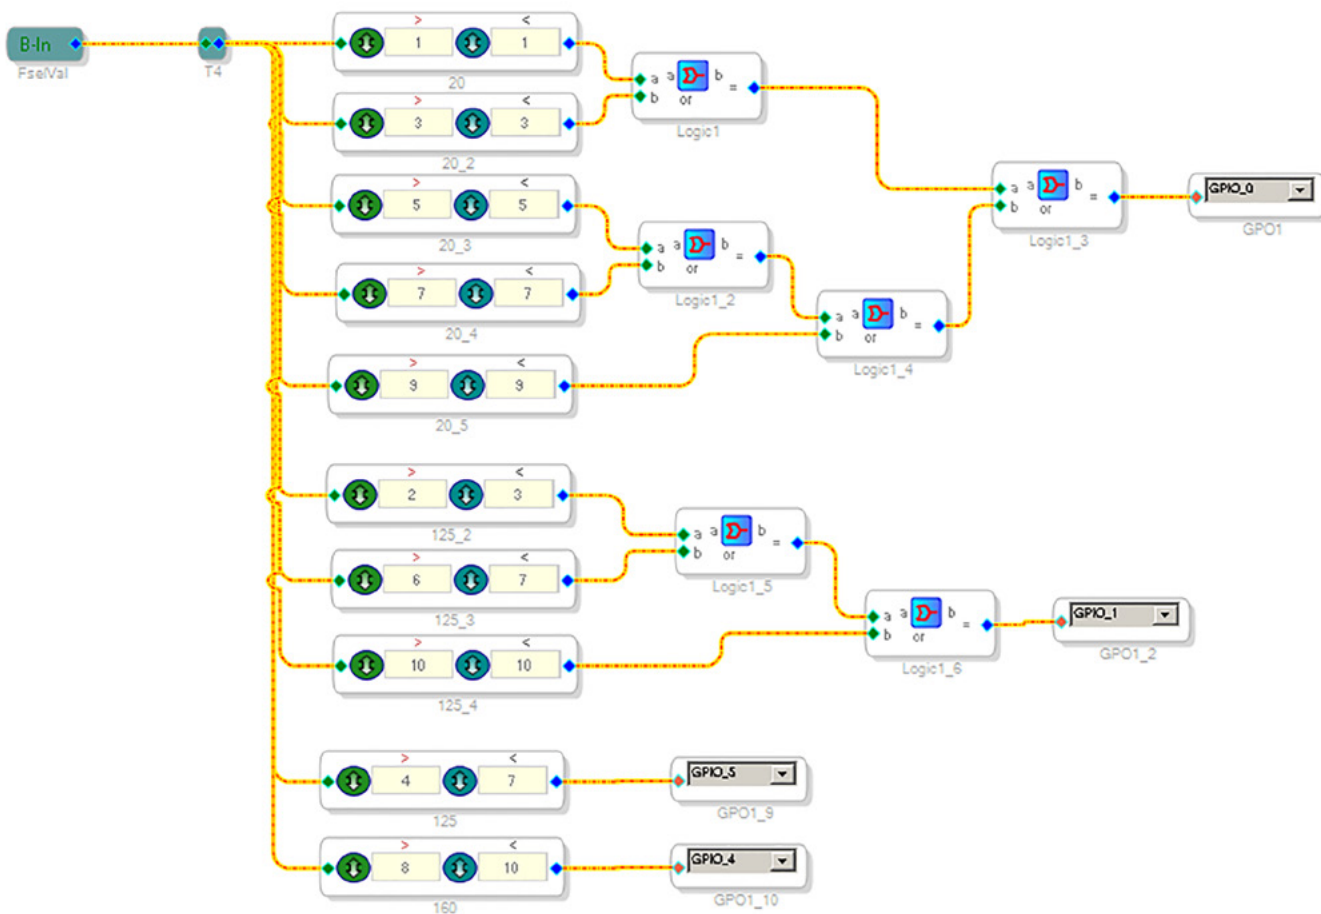 B-In
FselVal
T4
> <
1 1
20
> <
3 3
20_2
> <
5 5
20_3
> <
7 7
20_4
> <
9 9
20_5
> <
2 3
125_2
> <
6 7
125_3
> <
10 10
125_4
> <
4 7
125
> <
8 10
160
a a b
b or =
Logic1
a a b
b or =
Logic1_2
a a b
b or =
Logic1_4
a a b
b or =
Logic1_3
GPIO_0
GPO1
a a b
b or =
Logic1_5
a a b
b or =
Logic1_6
GPIO_1
GPO1_2
GPIO_5
GPO1_9
GPIO_4
GPO1_10